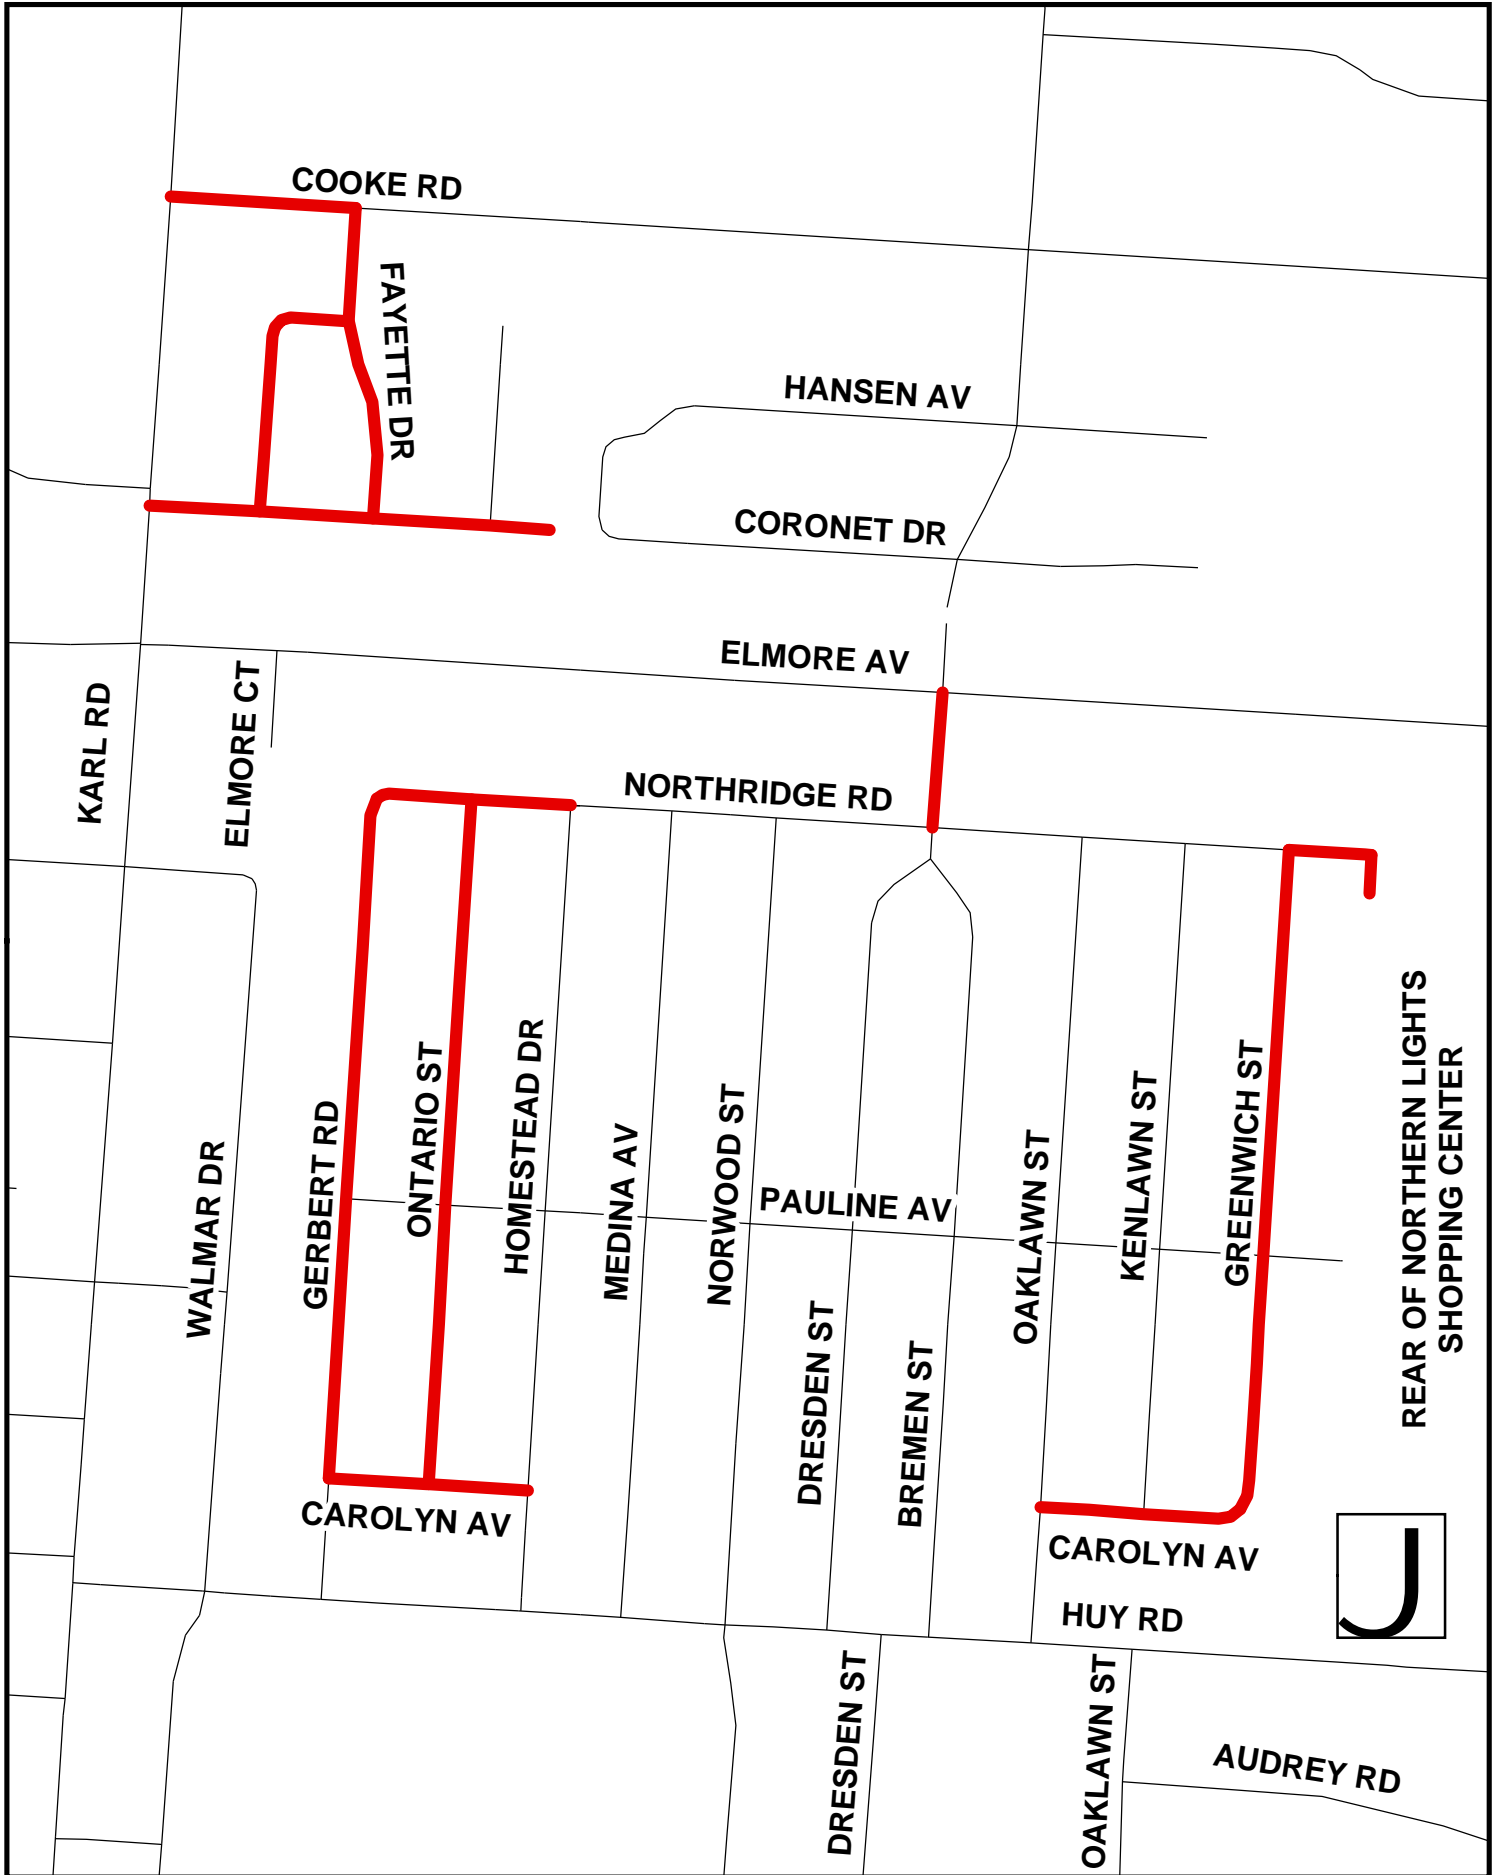 COOKE RD
FAYETTE DR
HANSEN AV
CORONET DR
ELMORE AV
KARL RD
ELMORE CT
NORTHRIDGE RD
REAR OF NORTHERN LIGHTS
SHOPPING CENTER
WALMAR DR
GERBERT RD
ONTARIO ST
HOMESTEAD DR
MEDINA AV
NORWOOD ST
PAULINE AV
OAKLAWN ST
KENLAWN ST
GREENWICH ST
DRESDEN ST
BREMEN ST
CAROLYN AV
CAROLYN AV
HUY RD
J
DRESDEN ST
OAKLAWN ST
AUDREY RD